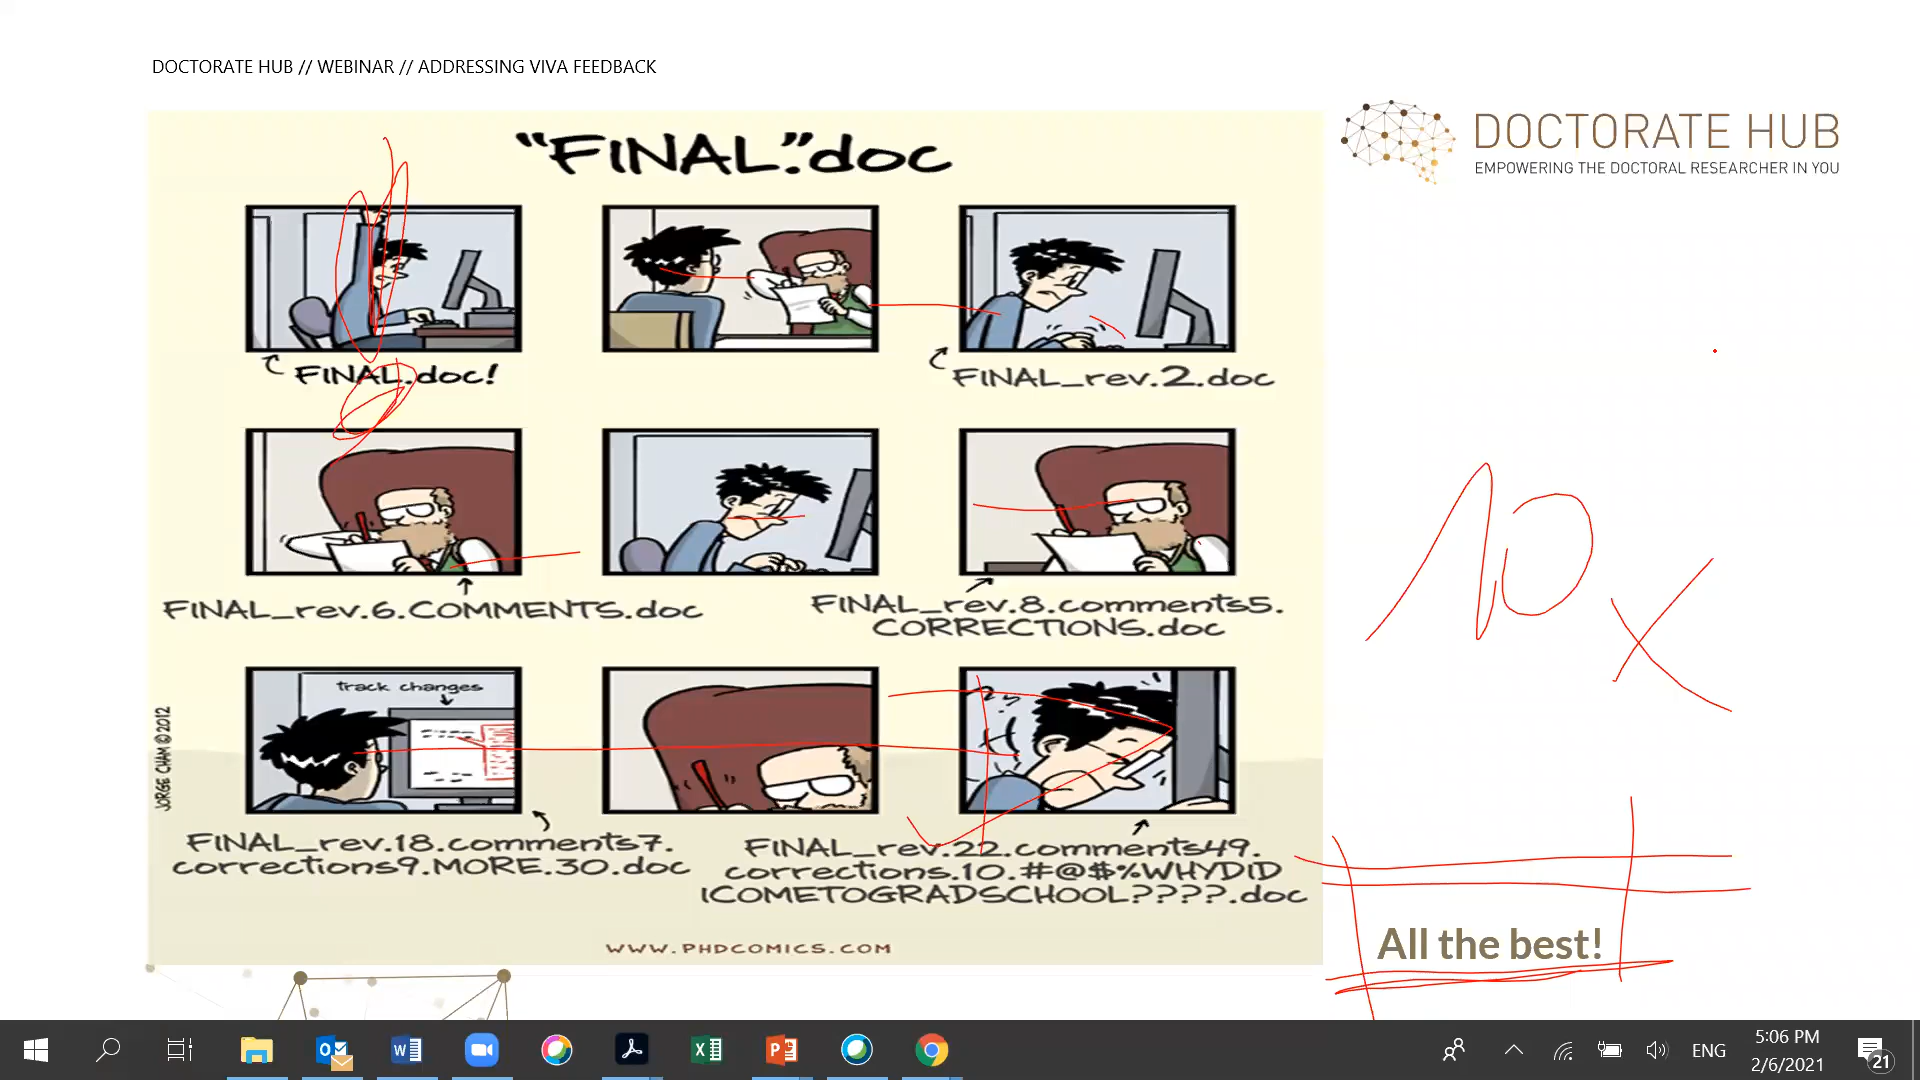 DOCTORATE HUB // WEBINAR // ADDRESSING VIVA FEEDBACK
DOCTORATE HUB
EMPOWERING THE DOCTORAL RESEARCHER IN YOU
"FINAL".doc
FINAL.doc!
FINAL_rev.2.doc
FINAL_rev.6.COMMENTS.doc
FINAL_rev.8.comments5.
CORRECTIONS.doc
10x
track changes
JORGE CHAM © 2012
FINAL_rev.18.comments7.
corrections9.MORE.30.doc
FINAL_rev.22.comments49.
corrections.10.#@$%WHYDID
ICOMETOGRADSCHOOL????.doc
WWW.PHDCOMICS.COM
All the best!
ENG
5:06 PM
2/6/2021
21